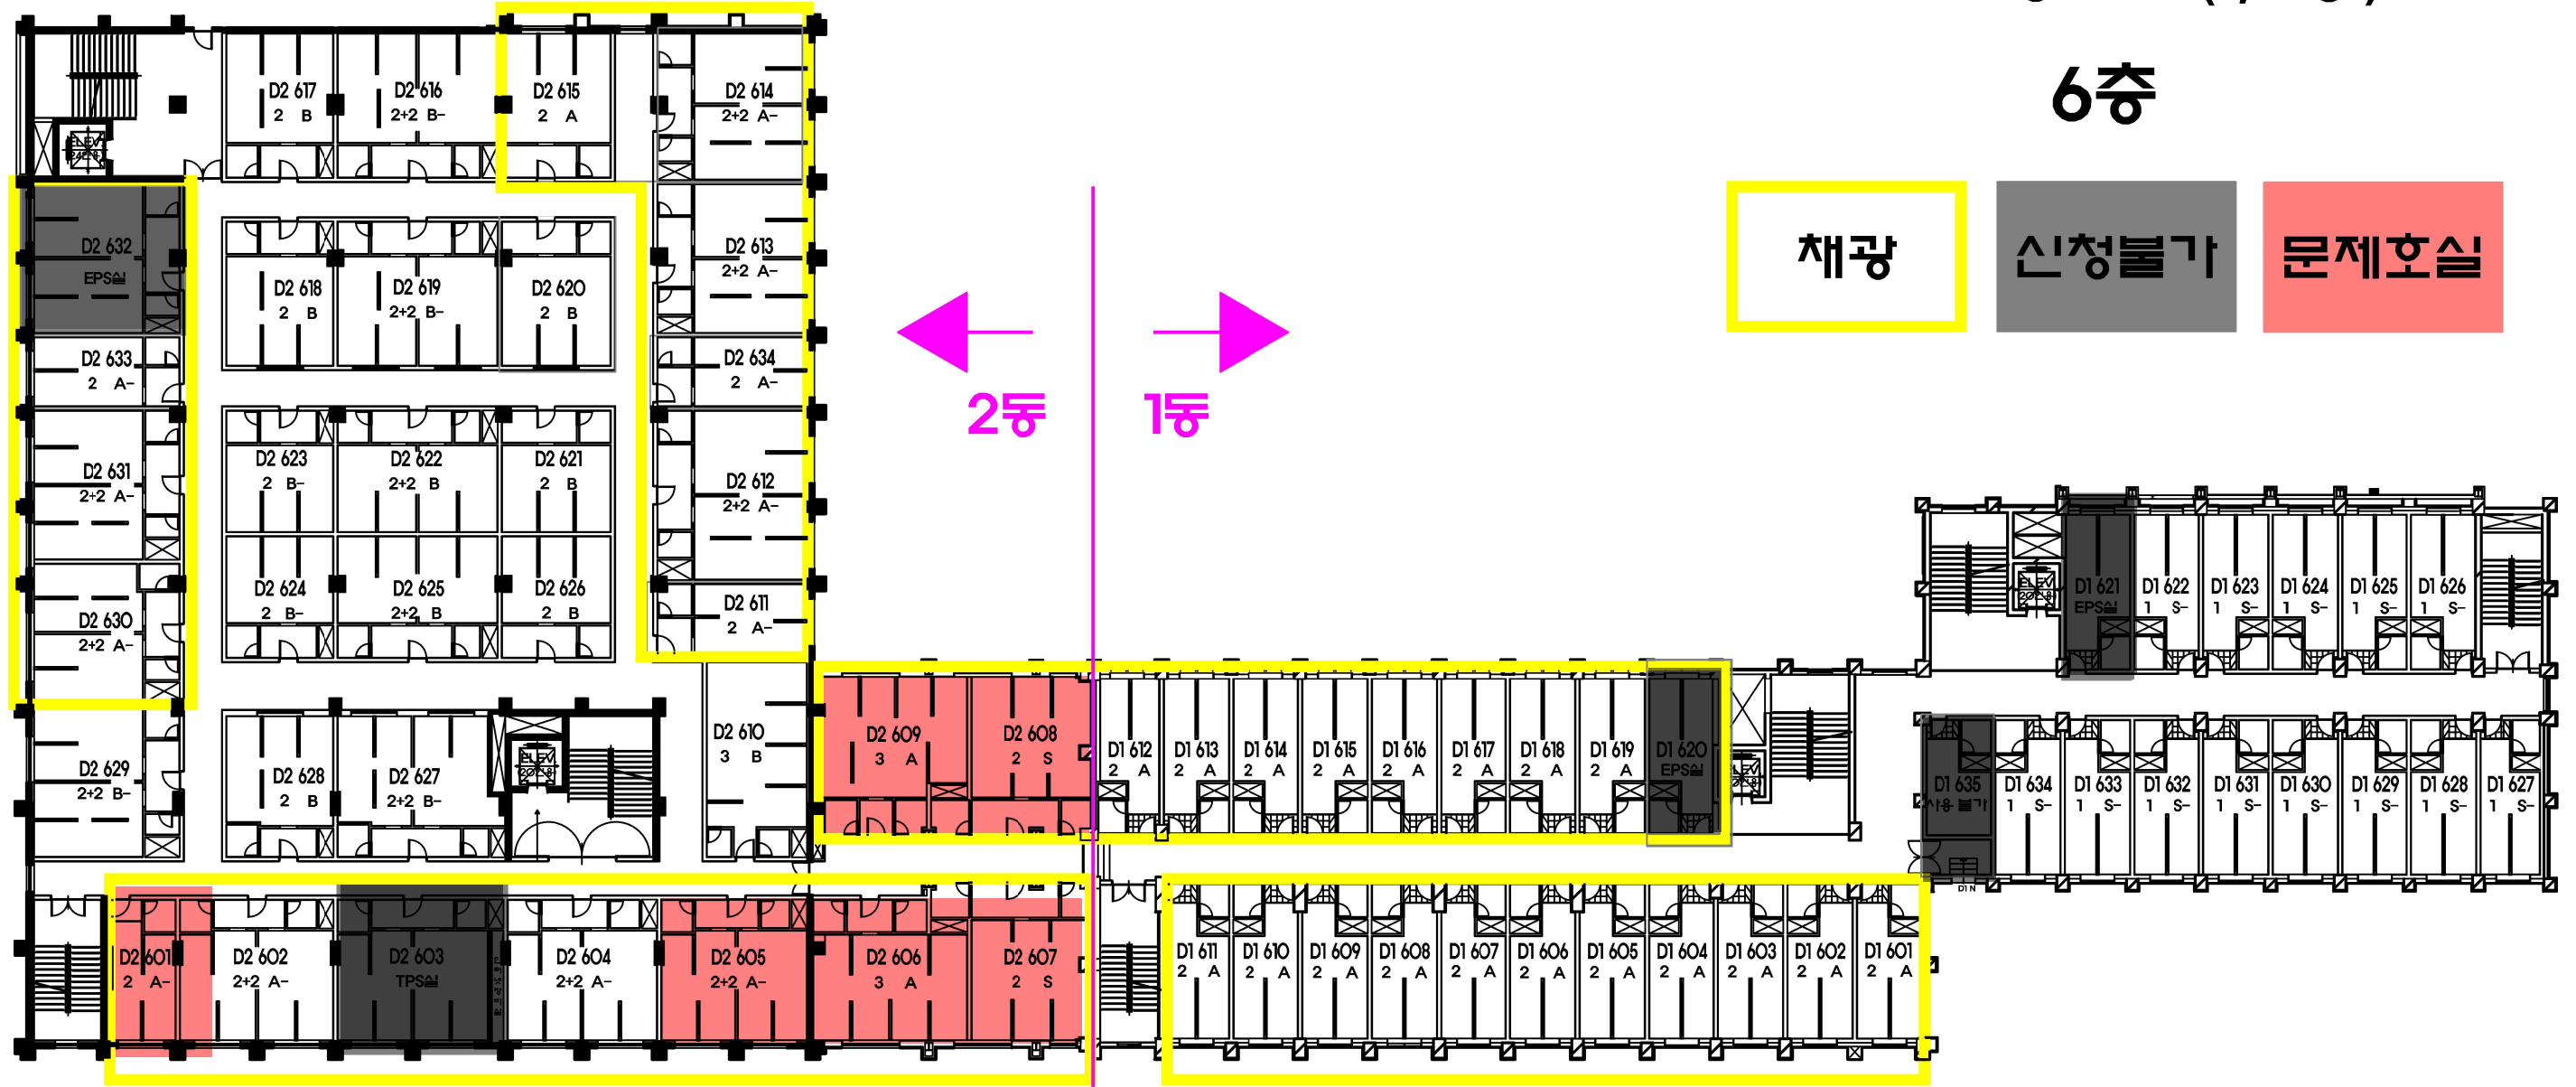 6층
채광
신청불가
문제호실
2동
1동
D2 617
2 B
D2 616
2+2 B-
D2 615
2 A
D2 614
2+2 A-
D2 632
EPS실
D2 618
2 B
D2 619
2+2 B-
D2 620
2 B
D2 613
2+2 A-
D2 633
2 A-
D2 634
2 A-
D2 631
2+2 A-
D2 623
2 B-
D2 622
2+2 B
D2 621
2 B
D2 612
2+2 A-
D2 630
2+2 A-
D2 624
2 B-
D2 625
2+2 B
D2 626
2 B
D2 611
2 A-
D2 629
2+2 B-
D2 628
2 B
D2 627
2+2 B-
ELEV
D2 610
3 B
D2 609
3 A
D2 608
2 S
D1 612
2 A
D1 613
2 A
D1 614
2 A
D1 615
2 A
D1 616
2 A
D1 617
2 A
D1 618
2 A
D1 619
2 A
D1 620
EPS실
ELEV
D1 621
EPS실
D1 622
1 S-
D1 623
1 S-
D1 624
1 S-
D1 625
1 S-
D1 626
1 S-
D1 635
사용 불가
D1 634
1 S-
D1 633
1 S-
D1 632
1 S-
D1 631
1 S-
D1 630
1 S-
D1 629
1 S-
D1 628
1 S-
D1 627
1 S-
D2 601
2 A-
D2 602
2+2 A-
D2 603
TPS실
D2 604
2+2 A-
D2 605
2+2 A-
D2 606
3 A
D2 607
2 S
D1 611
2 A
D1 610
2 A
D1 609
2 A
D1 608
2 A
D1 607
2 A
D1 606
2 A
D1 605
2 A
D1 604
2 A
D1 603
2 A
D1 602
2 A
D1 601
2 A